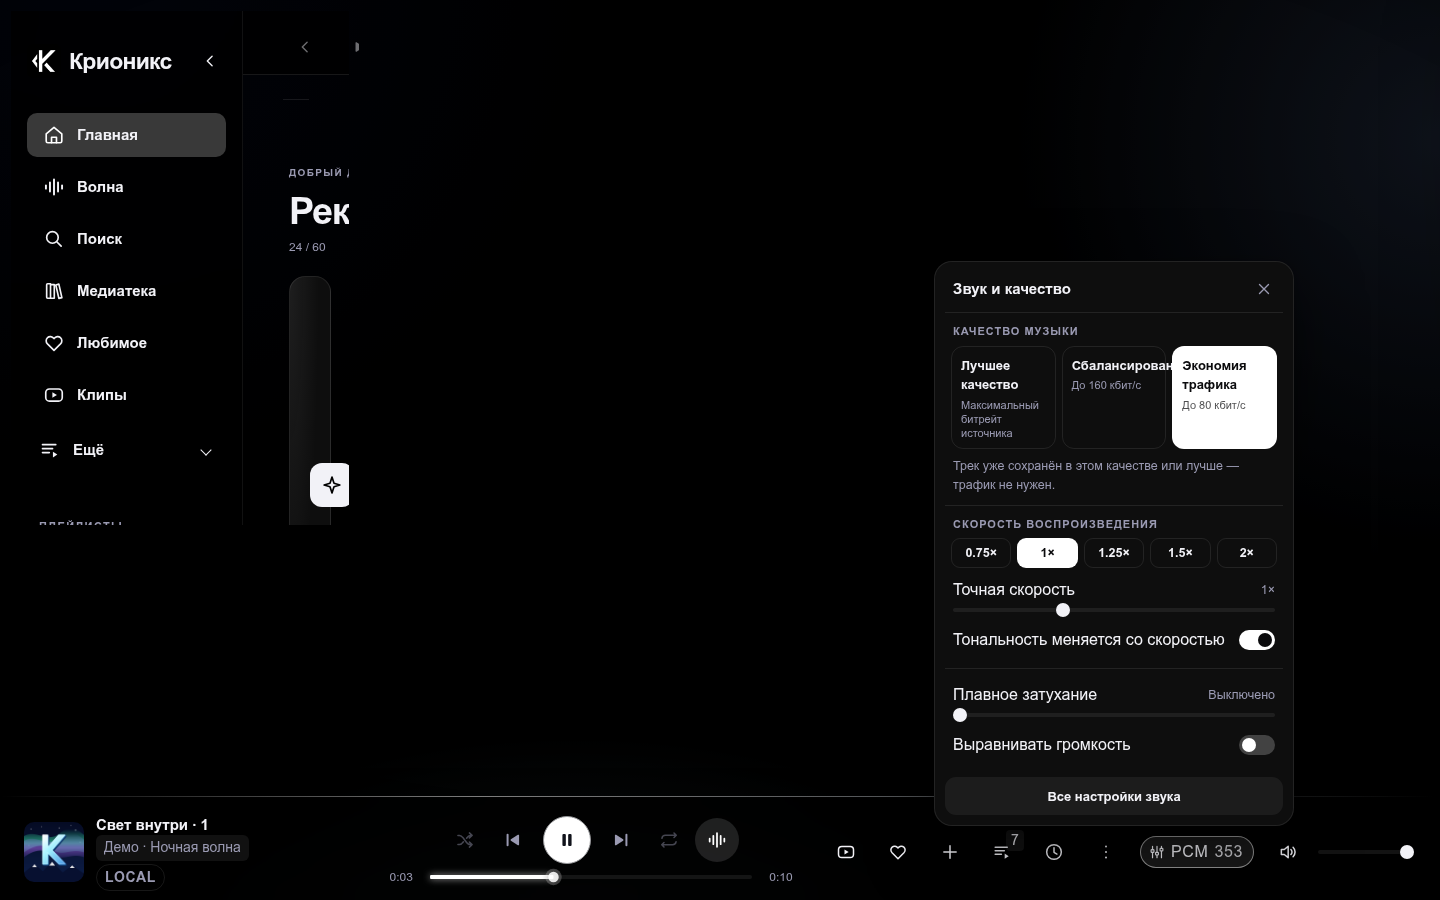 Крионикс
Главная
Волна
Поиск
Медиатека
Любимое
Клипы
Ещё
ПЛЕЙЛИСТЫ
ДОБРЫЙ
Рек
24 / 60
Звук и качество
КАЧЕСТВО МУЗЫКИ
Лучшее
качество
Максимальный
битрейт
источника
Сбалансирован
До 160 кбит/с
Экономия
трафика
До 80 кбит/с
Трек уже сохранён в этом качестве или лучше —
трафик не нужен.
СКОРОСТЬ ВОСПРОИЗВЕДЕНИЯ
0.75× 1× 1.25× 1.5× 2×
Точная скорость 1×
Тональность меняется со скоростью
Плавное затухание Выключено
Выравнивать громкость
Все настройки звука
Свет внутри · 1
Демо · Ночная волна
LOCAL
0:03 0:10
7
PCM 353